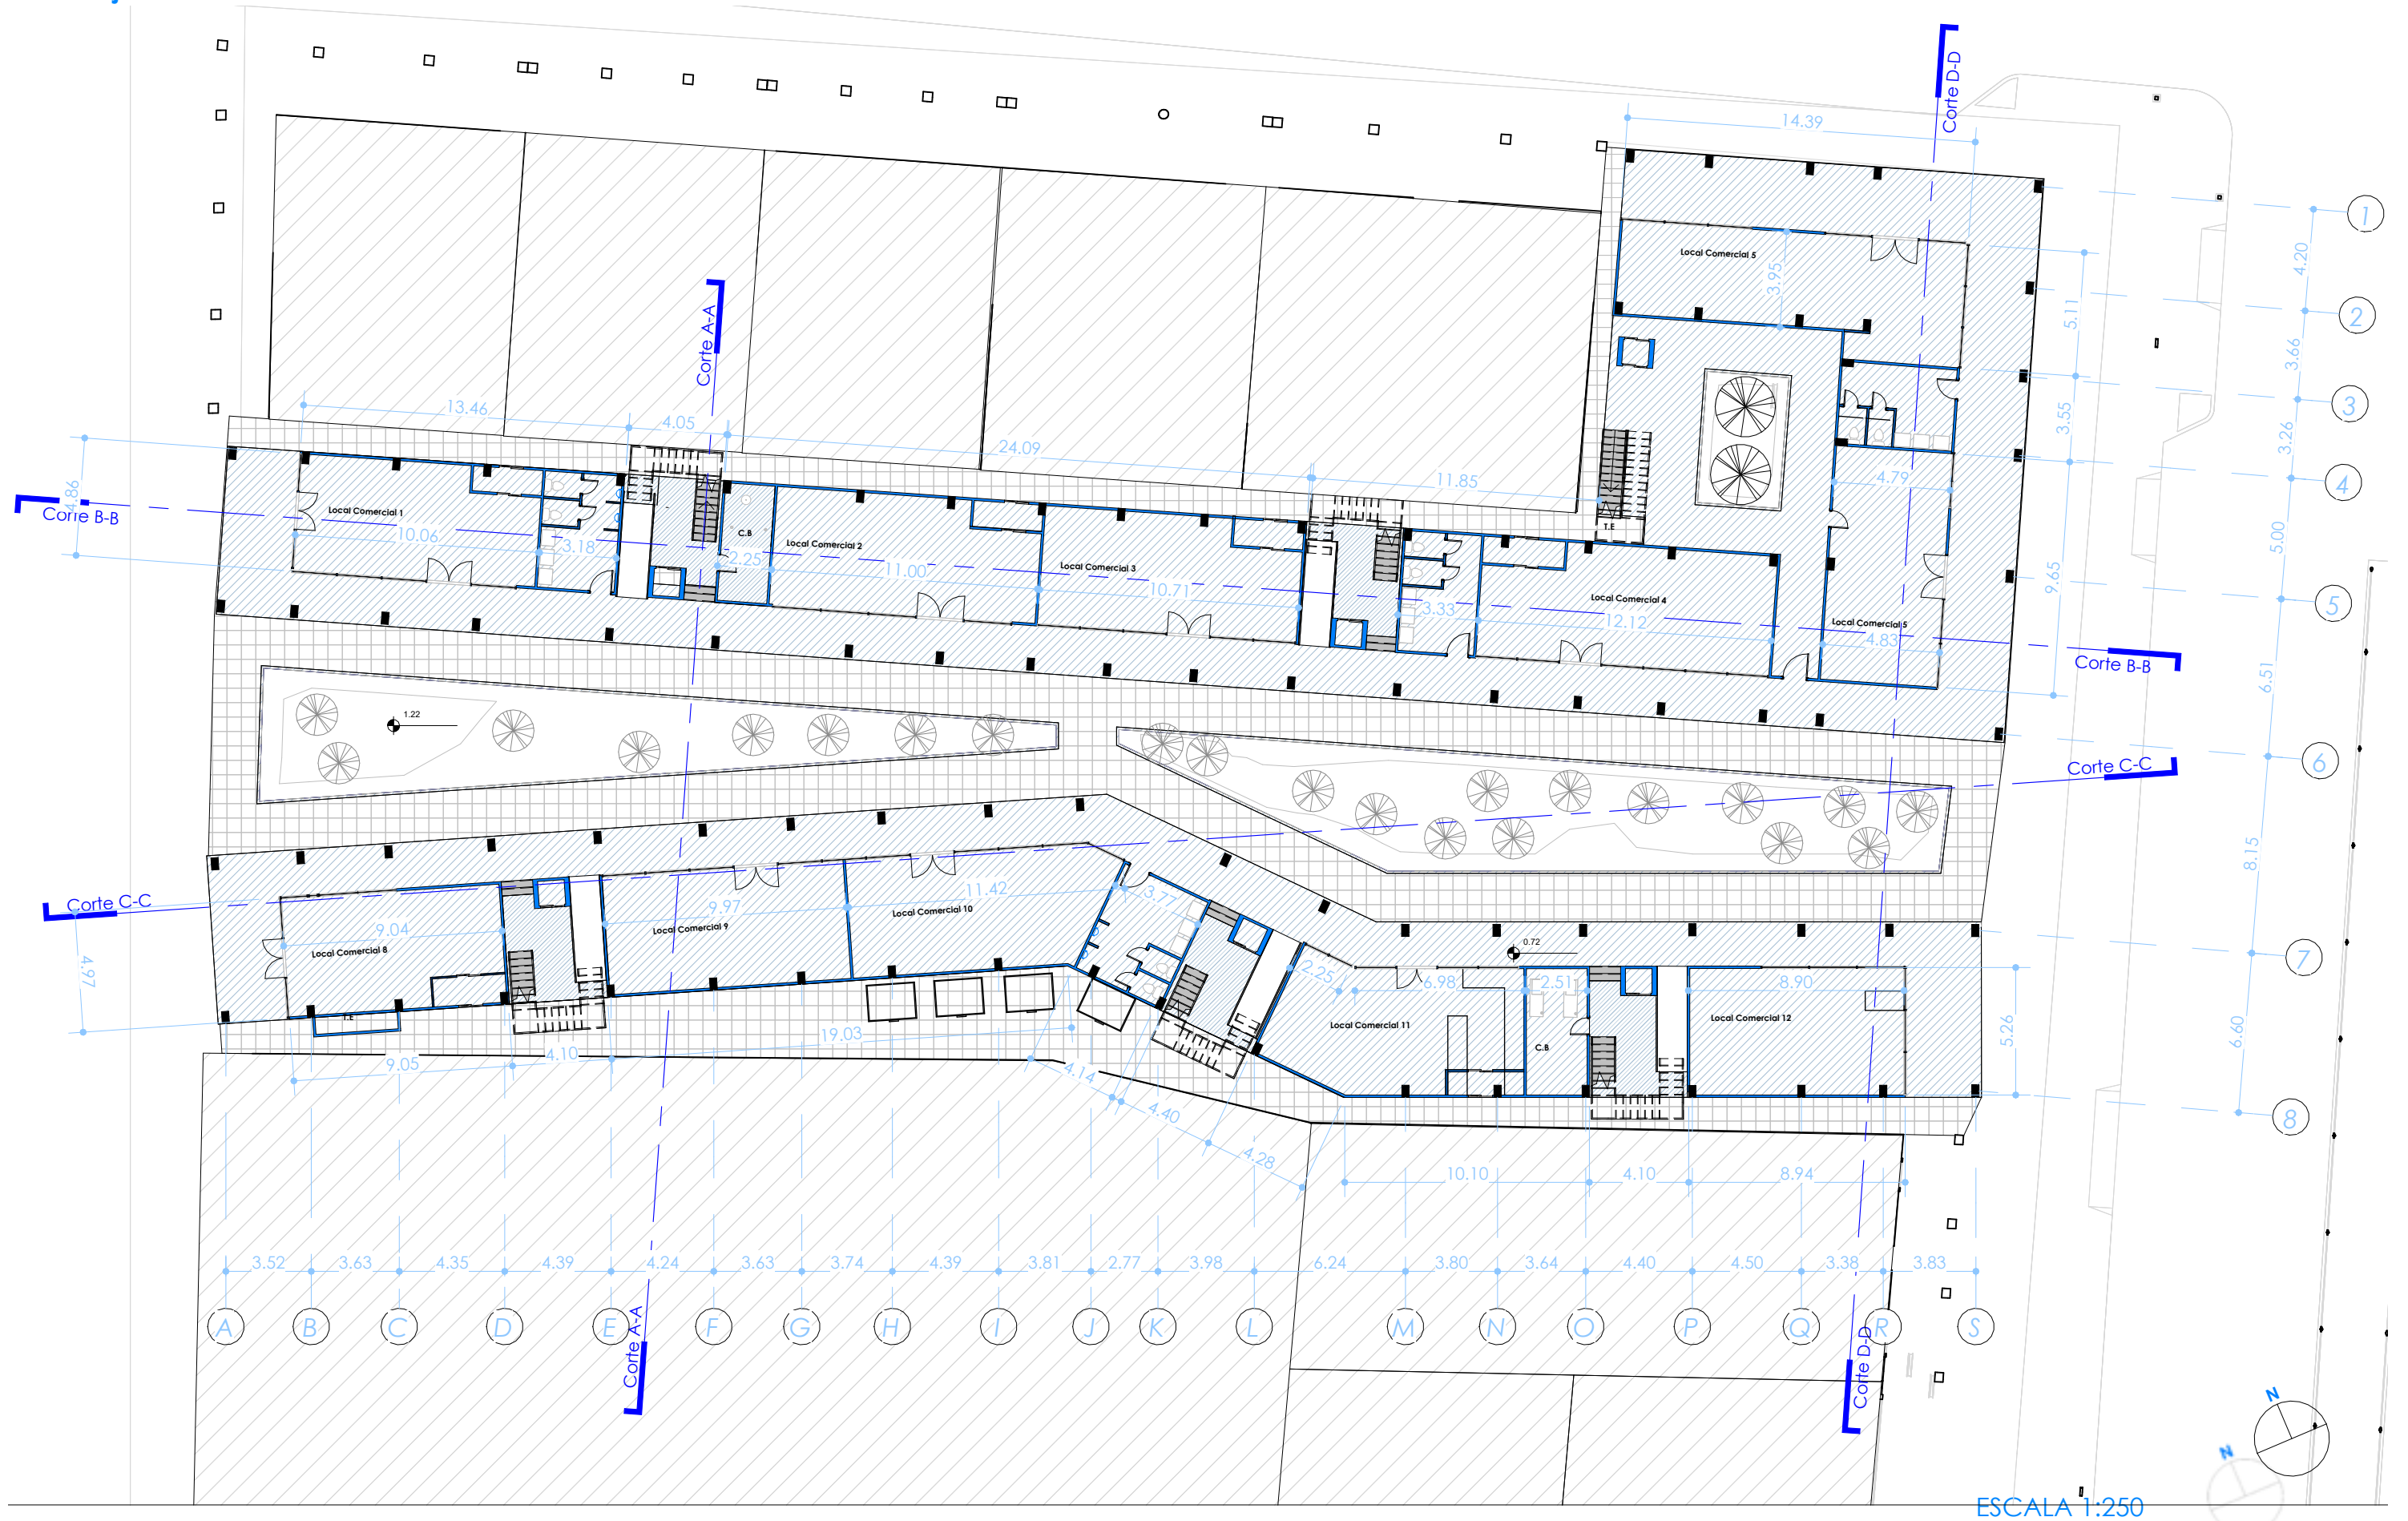 Corte D-D
14.39
1
4.20
Local Comercial 5
3.95
5.11
2
3.66
Corte A-A
3
3.55
3.26
13.46
4.05
24.09
11.85
4.79
4
4.86
Corte B-B
Local Comercial 1
10.06
3.18
C.B
2.25
Local Comercial 2
11.00
Local Comercial 3
10.71
T.E
3.33
Local Comercial 4
12.12
Local Comercial 5
4.83
9.65
5.00
5
Corte B-B
6.51
1.22
6
Corte C-C
8.15
Corte C-C
4.97
Local Comercial 8
9.04
T.E
Local Comercial 9
9.97
Local Comercial 10
11.42
3.77
2.25
0.72
Local Comercial 11
6.98
2.51
C.B
Local Comercial 12
8.90
5.26
7
6.60
8
9.05
4.10
19.03
4.14
4.40
4.28
10.10
4.10
8.94
3.52
3.63
4.35
4.39
4.24
3.63
3.74
4.39
3.81
2.77
3.98
6.24
3.80
3.64
4.40
4.50
3.38
3.83
A
B
C
D
E
F
G
H
I
J
K
L
M
N
O
P
Q
R
S
Corte A-A
Corte D-D
N
N
ESCALA 1:250